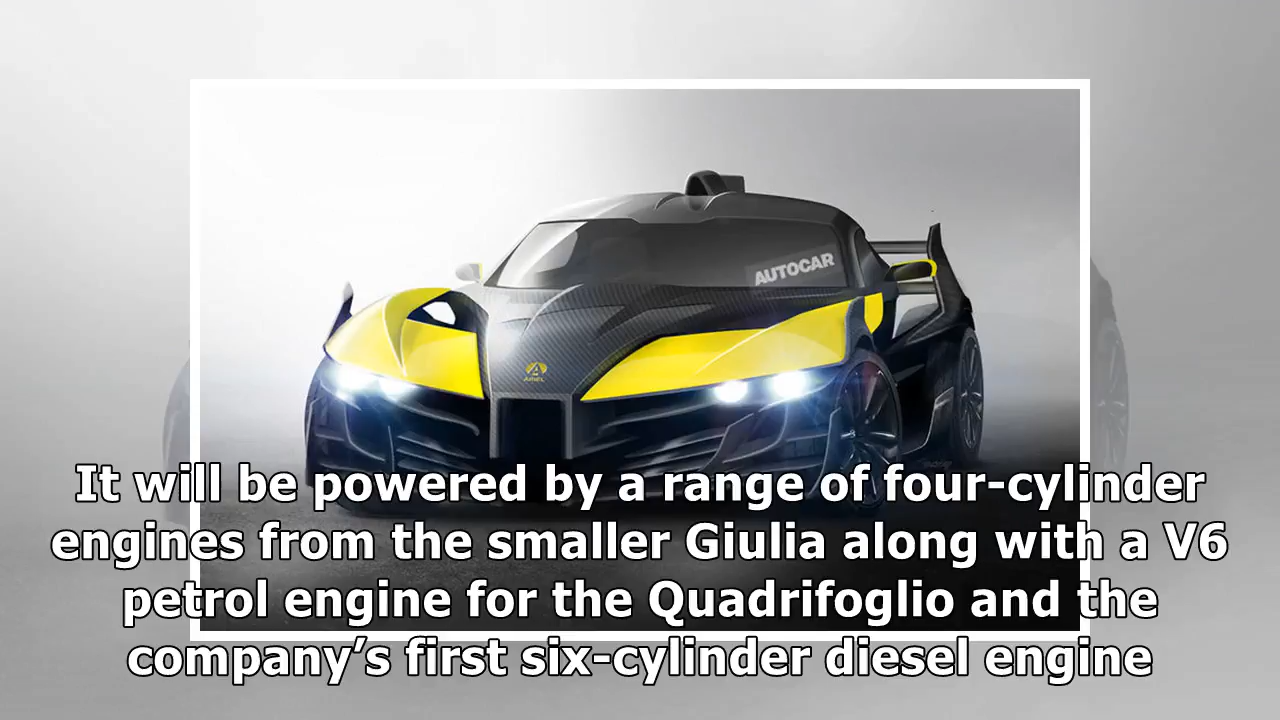 AUTOCAR
ARIEL
It will be powered by a range of four-cylinder
engines from the smaller Giulia along with a V6
petrol engine for the Quadrifoglio and the
company’s first six-cylinder diesel engine